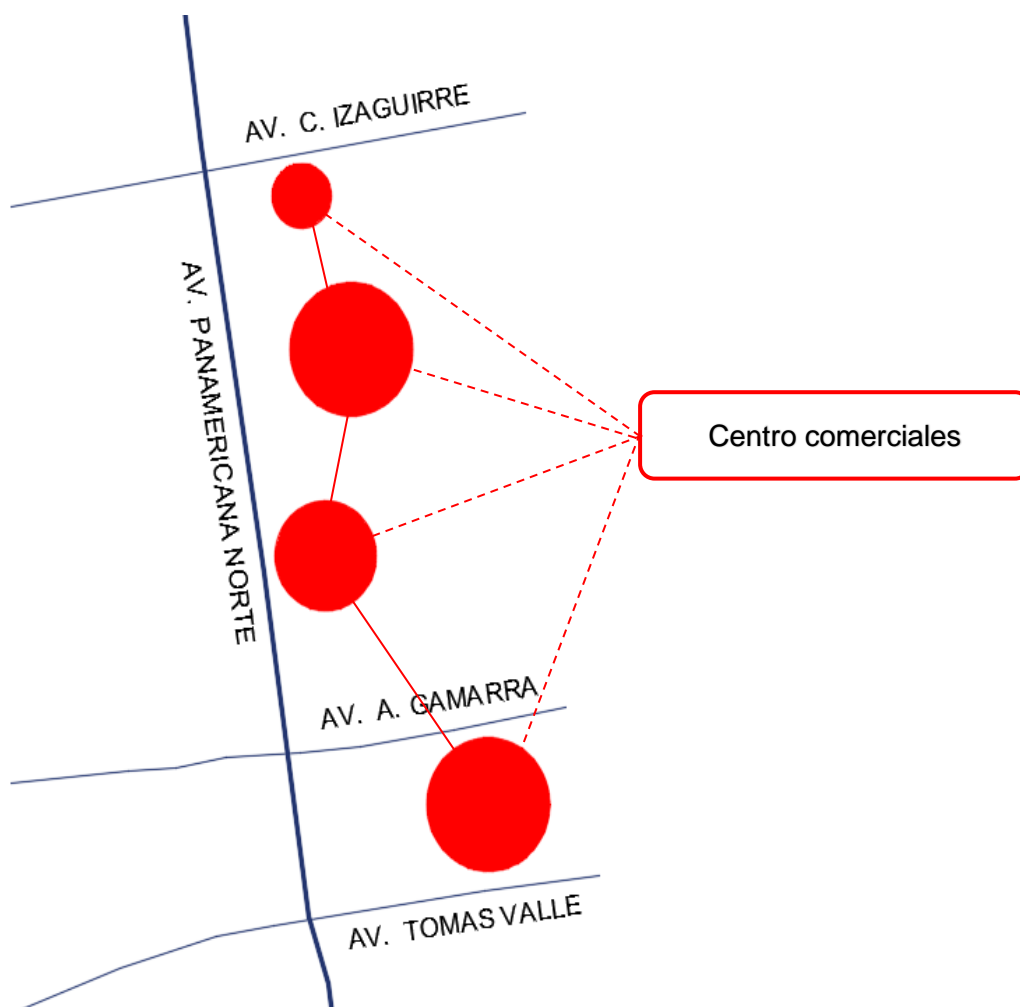 AV. C. IZAGUIRRE
AV. PANAMERICANA NORTE
Centro comerciales
AV. A. GAMARRA
AV. TOMAS VALLE